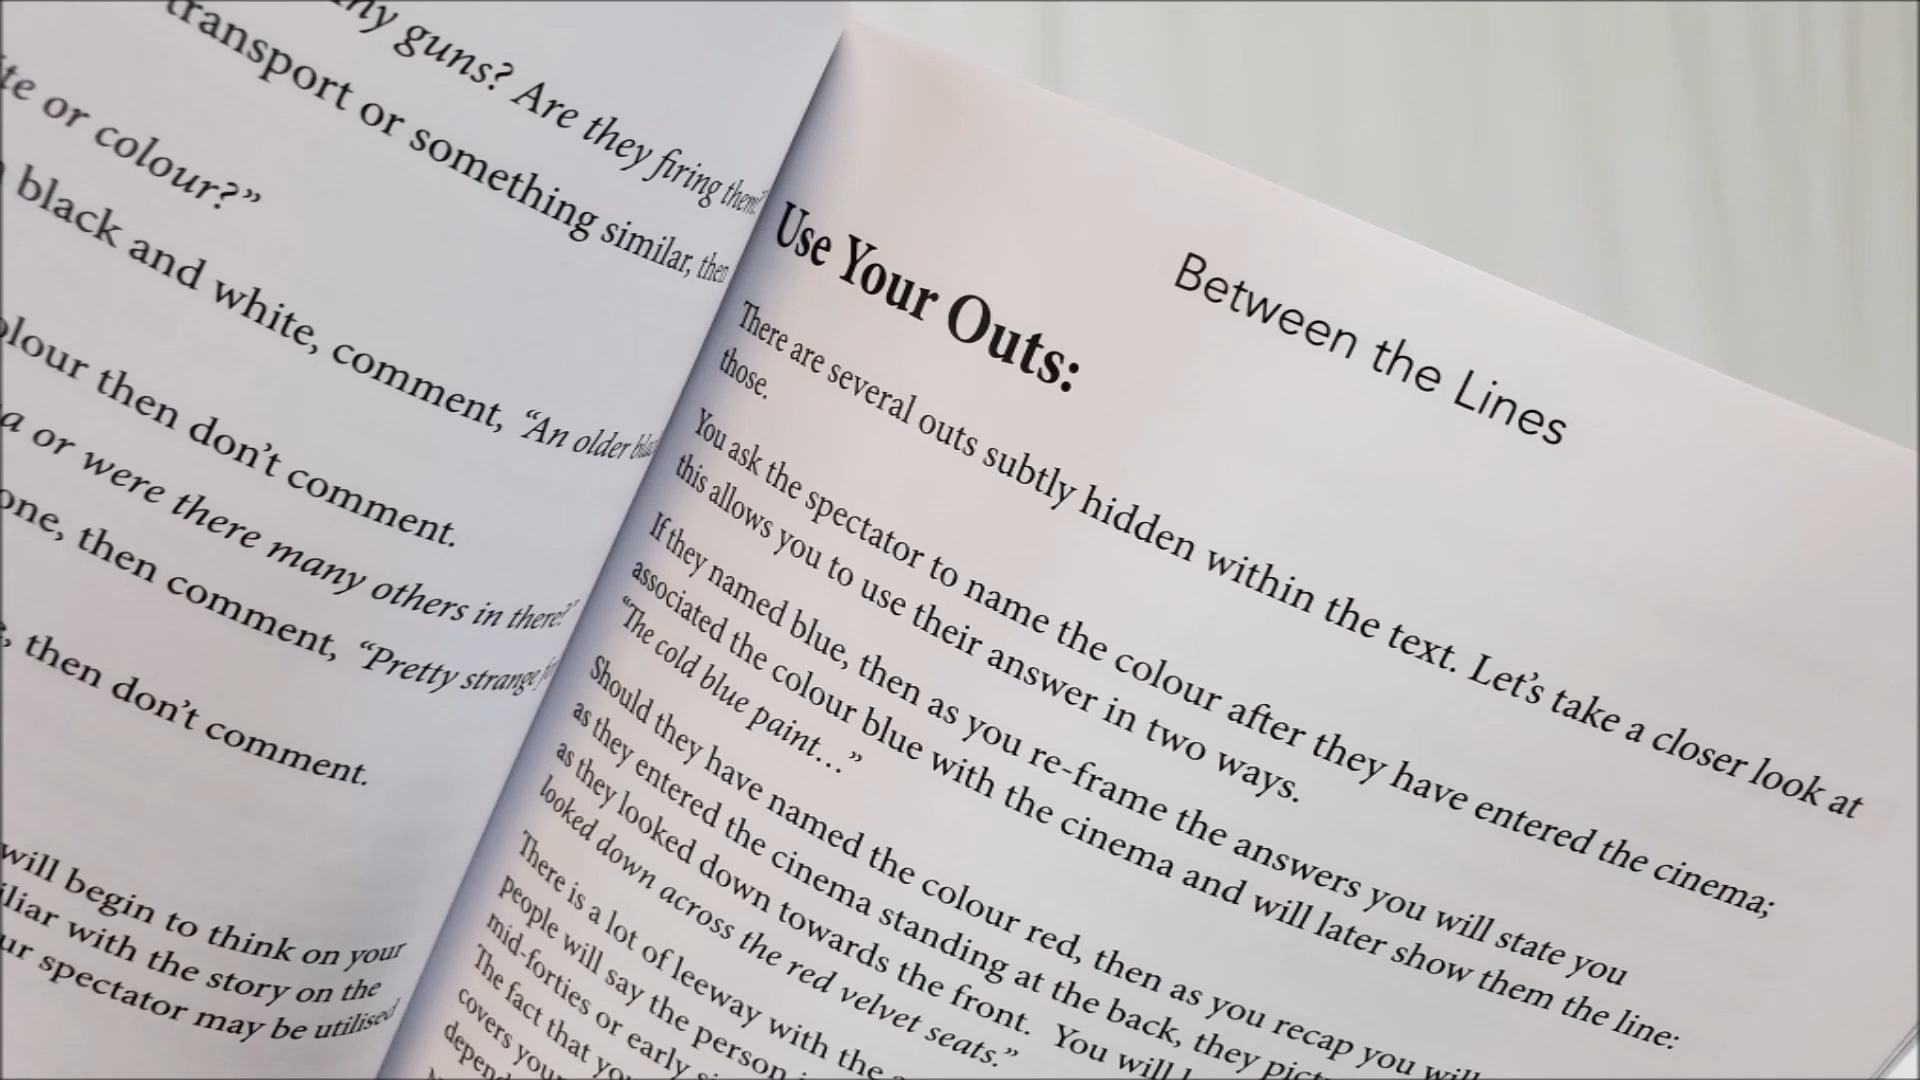 ny guns? Are they firing them?
transport or something similar, then
te or colour?”
black and white, comment, “An older
olour then don’t comment.
a or were there many others in there?”
one, then comment, “Pretty strange
, then don’t comment.
will begin to think on your
iliar with the story on the
ur spectator may be utilised
Between the Lines
Use Your Outs:
There are several outs subtly hidden within the text. Let’s take a closer look at
those.
You ask the spectator to name the colour after they have entered the cinema;
this allows you to use their answer in two ways.
If they named blue, then as you re-frame the answers you will state you
associated the colour blue with the cinema and will later show them the line:
“The cold blue paint…”
Should they have named the colour red, then as you recap you will
as they entered the cinema standing at the back, they
as they looked down towards the front. You will
looked down across the red velvet seats.”
There is a lot of leeway with the
people will say the person
mid-forties or early
The fact that you
covers your
depend